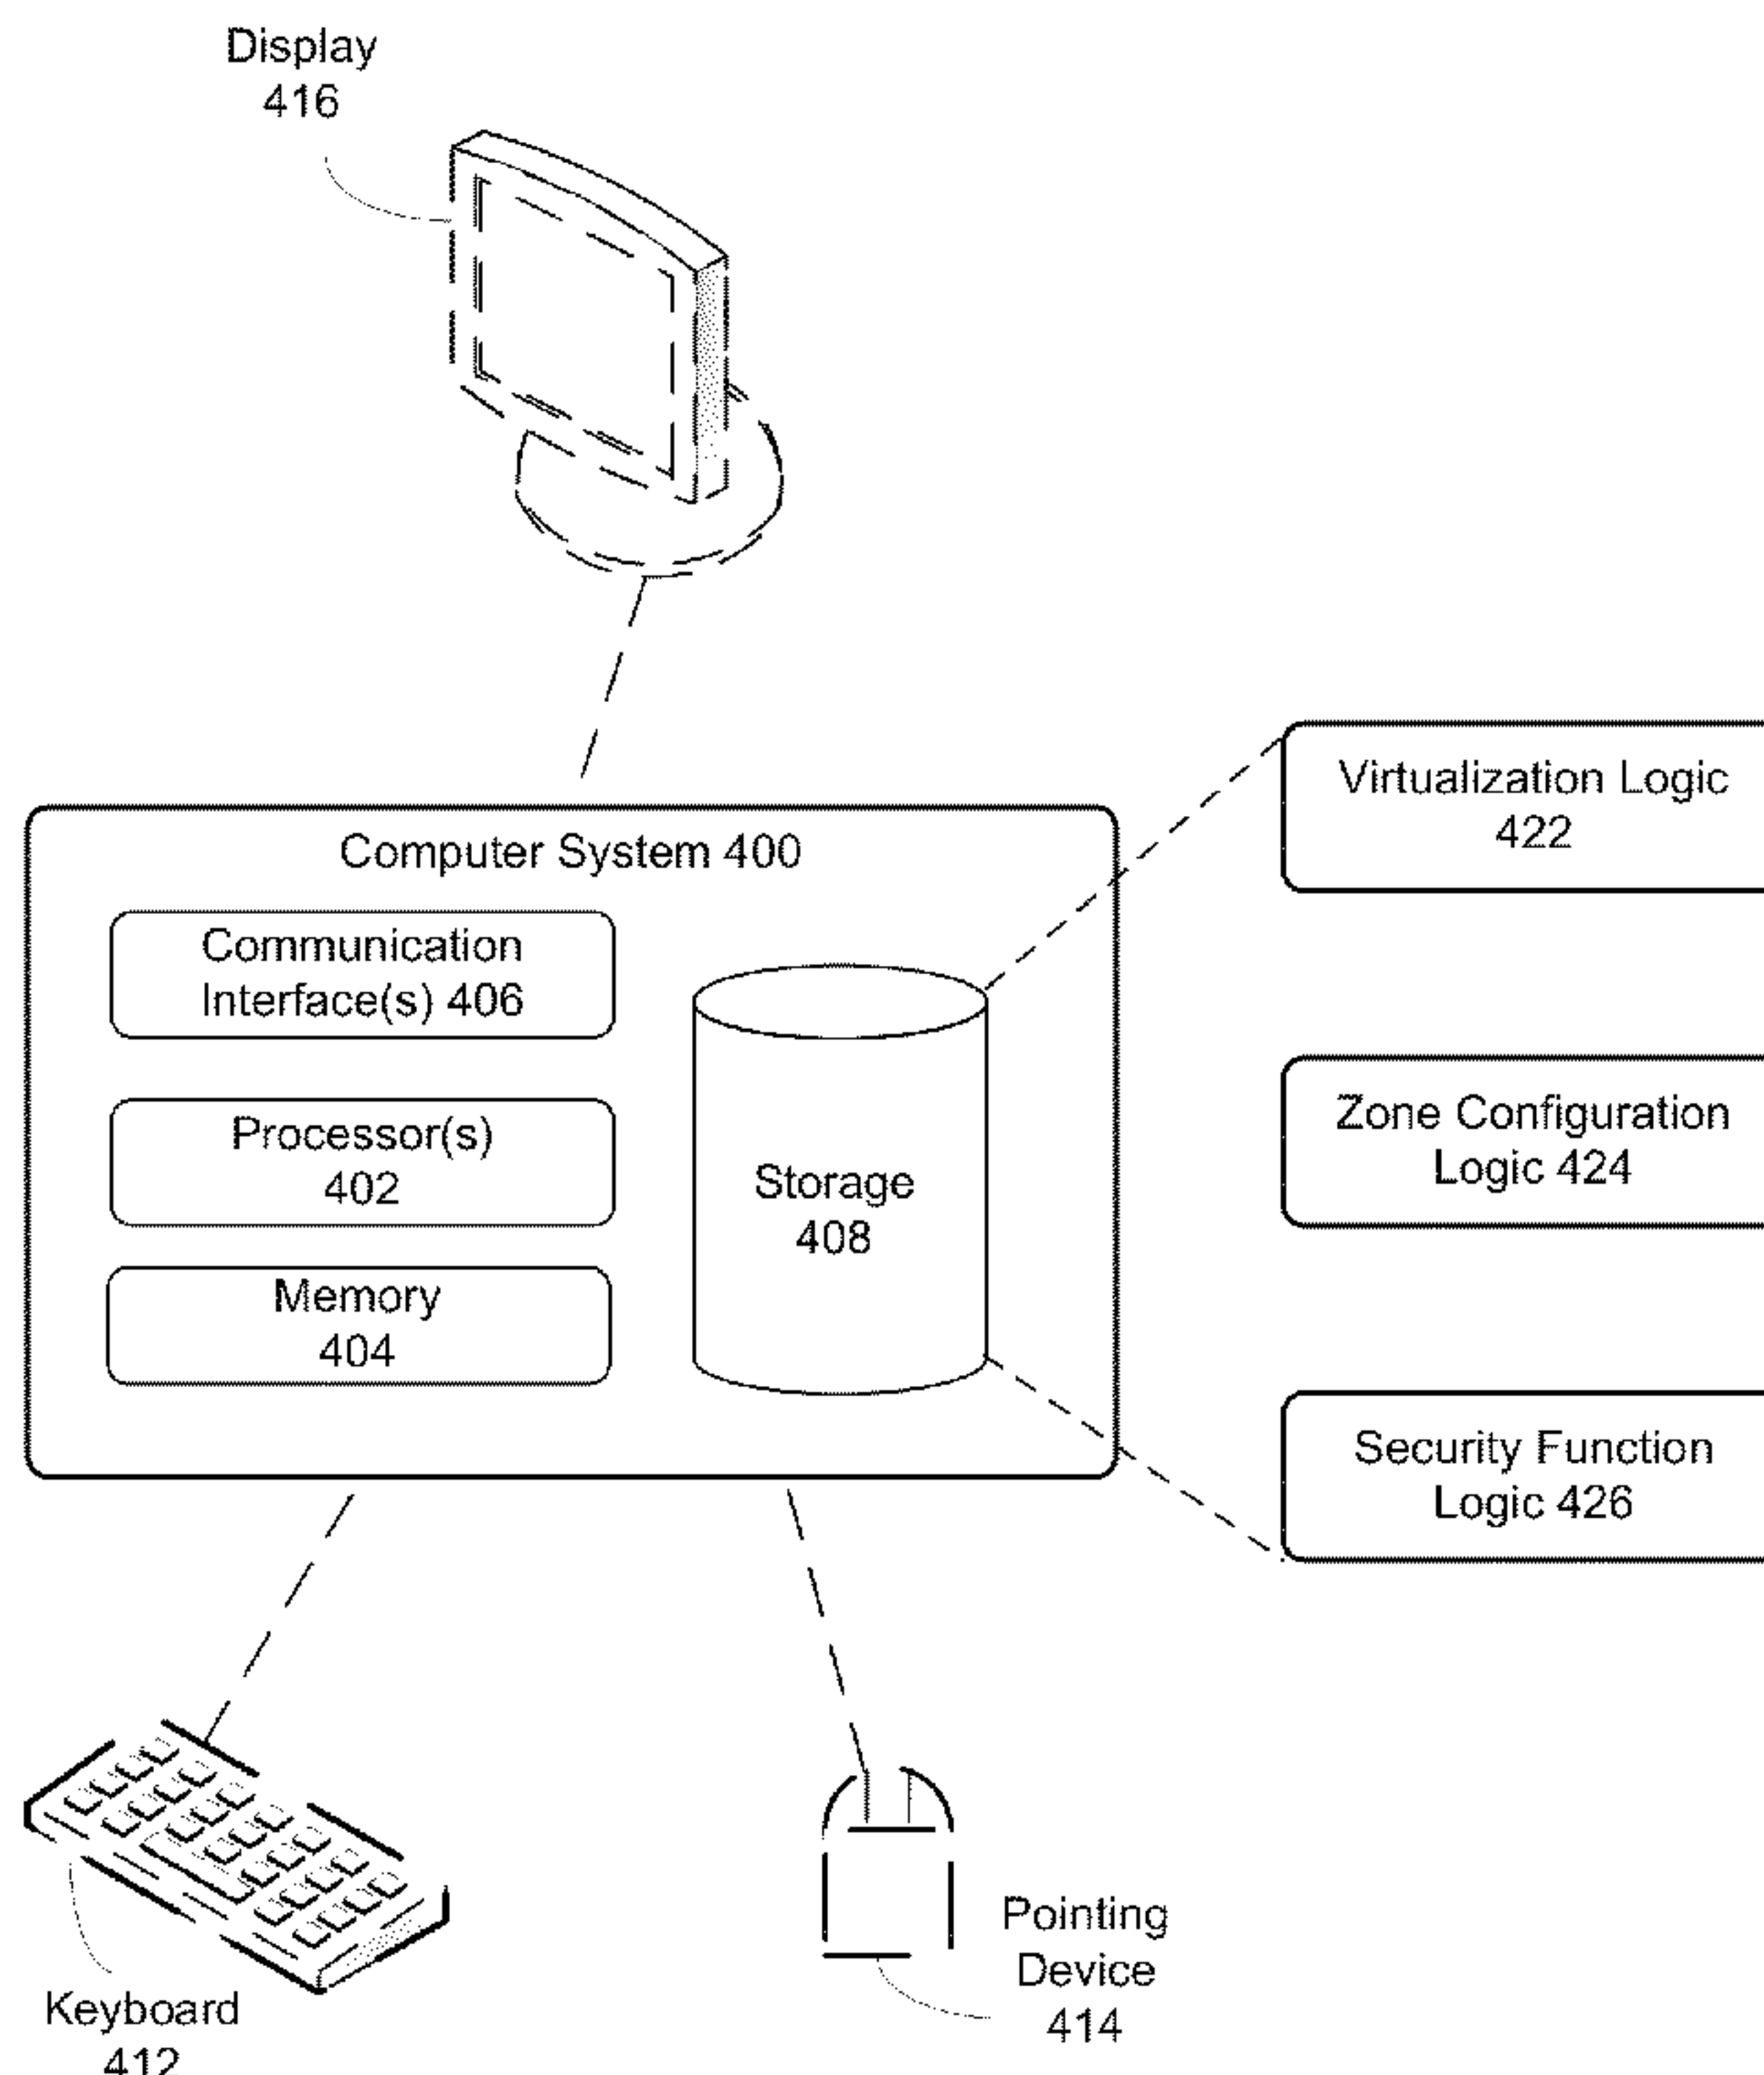 Display
416
Computer System 400
Communication
Interface(s) 406
Processor(s)
402
Memory
404
Storage
408
Virtualization Logic
422
Zone Configuration
Logic 424
Security Function
Logic 426
Keyboard
412
Pointing
Device
414